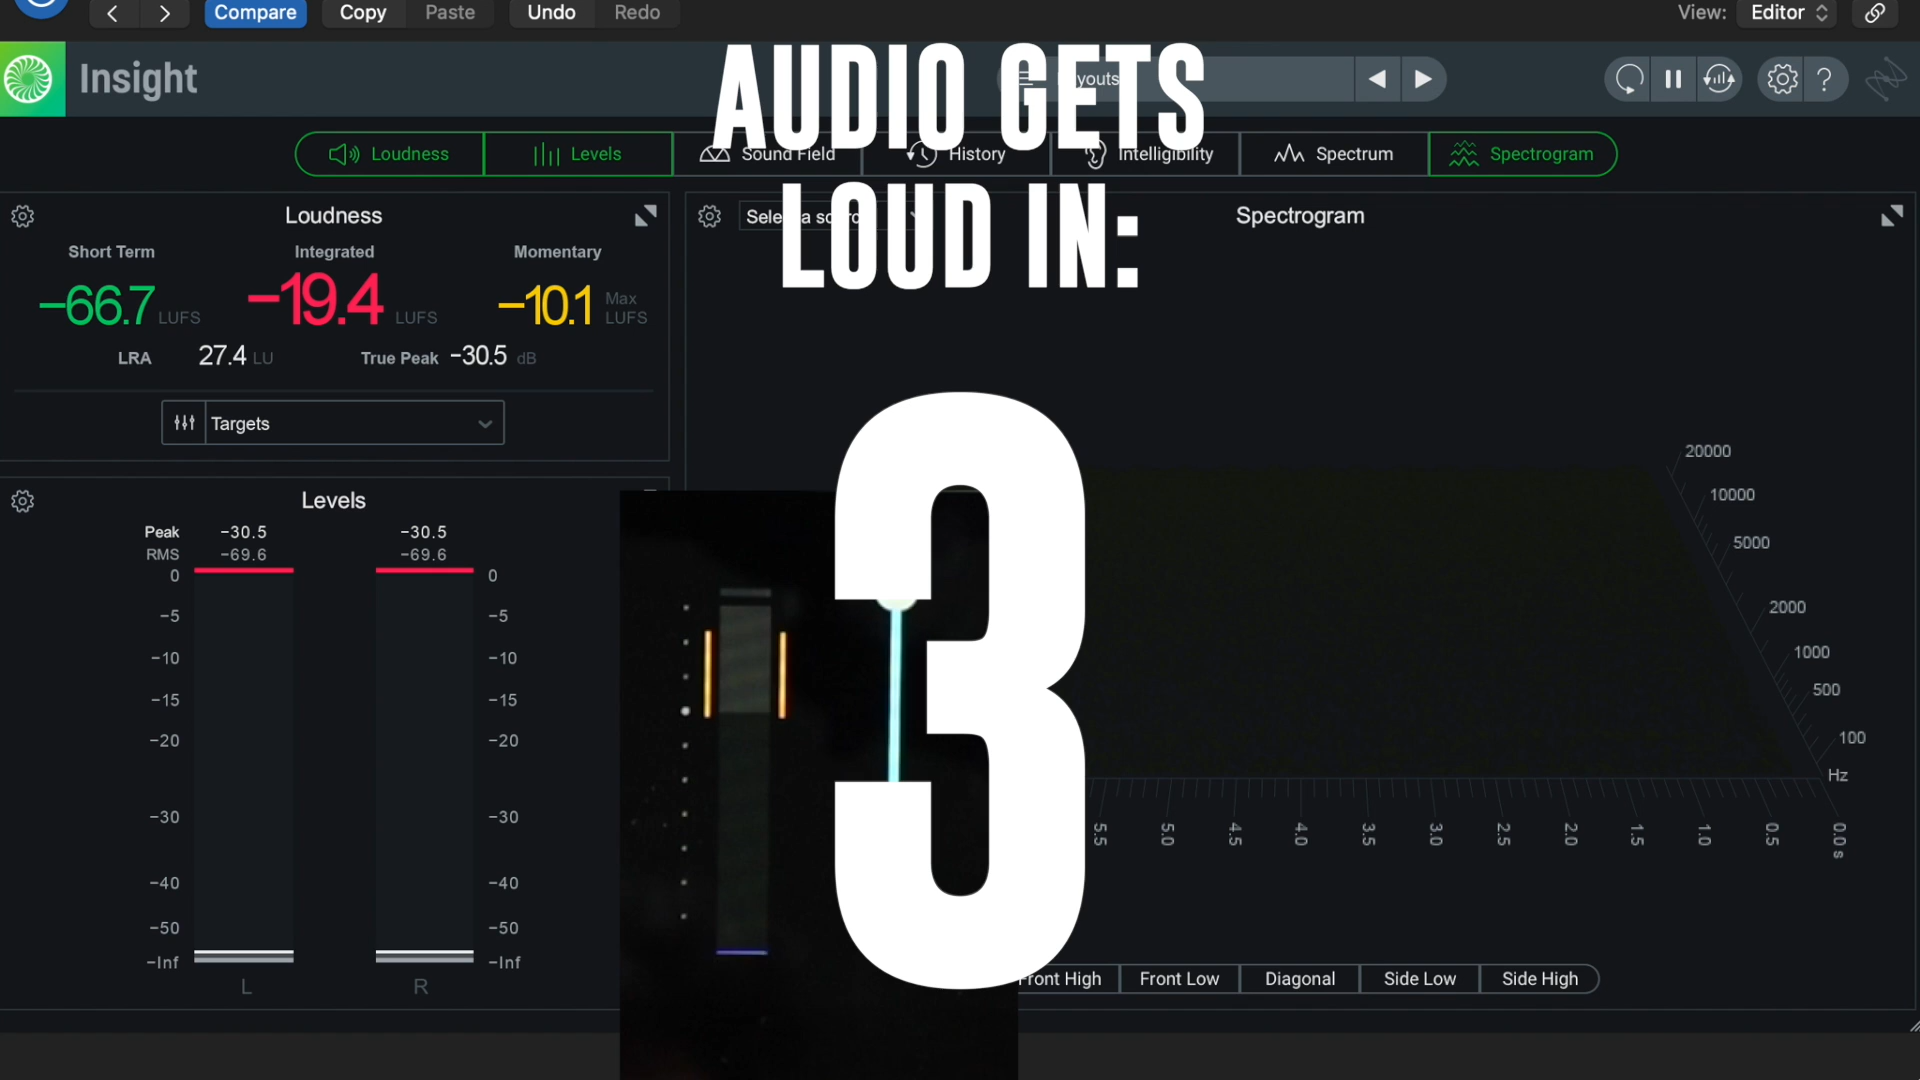 Compare
Copy
Paste
Undo
Redo
View:
Editor
Insight
AUDIO GETS
LOUD IN:
3
Loudness
Levels
Sound Field
History
Intelligibility
Spectrum
Spectrogram
Loudness
Short Term
Integrated
Momentary
-66.7 LUFS
-19.4 LUFS
-10.1 Max LUFS
LRA 27.4 LU
True Peak -30.5 dB
Targets
Spectrogram
20000
10000
5000
2000
1000
500
100
Hz
5.5 5.0 4.5 4.0 3.5 3.0 2.5 2.0 1.5 1.0 0.5 0.0 s
Levels
Peak -30.5 -30.5
RMS -69.6 -69.6
0 0
-5 -5
-10 -10
-15 -15
-20 -20
-30 -30
-40 -40
-50 -50
-Inf -Inf
L R
Front High
Front Low
Diagonal
Side Low
Side High